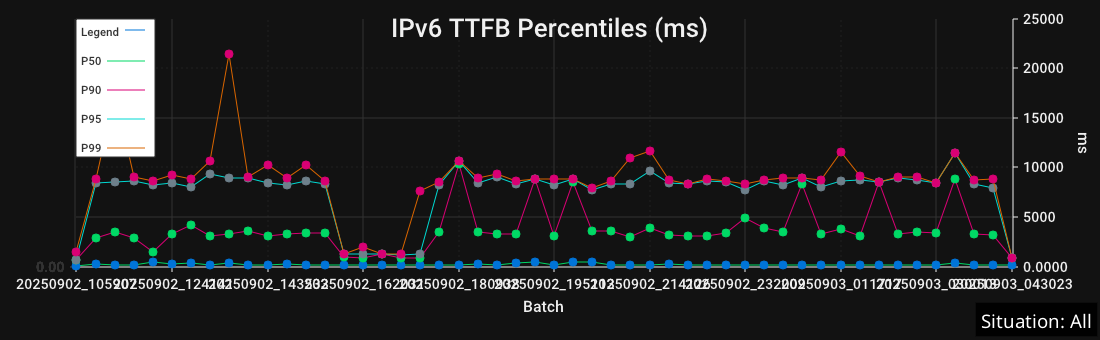 IPv6 TTFB Percentiles (ms)
Legend
P50
P90
P95
P99
25000
20000
15000
10000
5000
0.0000
ms
0.00
20250903_043023
Batch
Situation: All